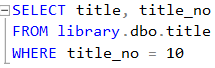 SELECT title, title_no
FROM library.dbo.title
WHERE title_no = 10